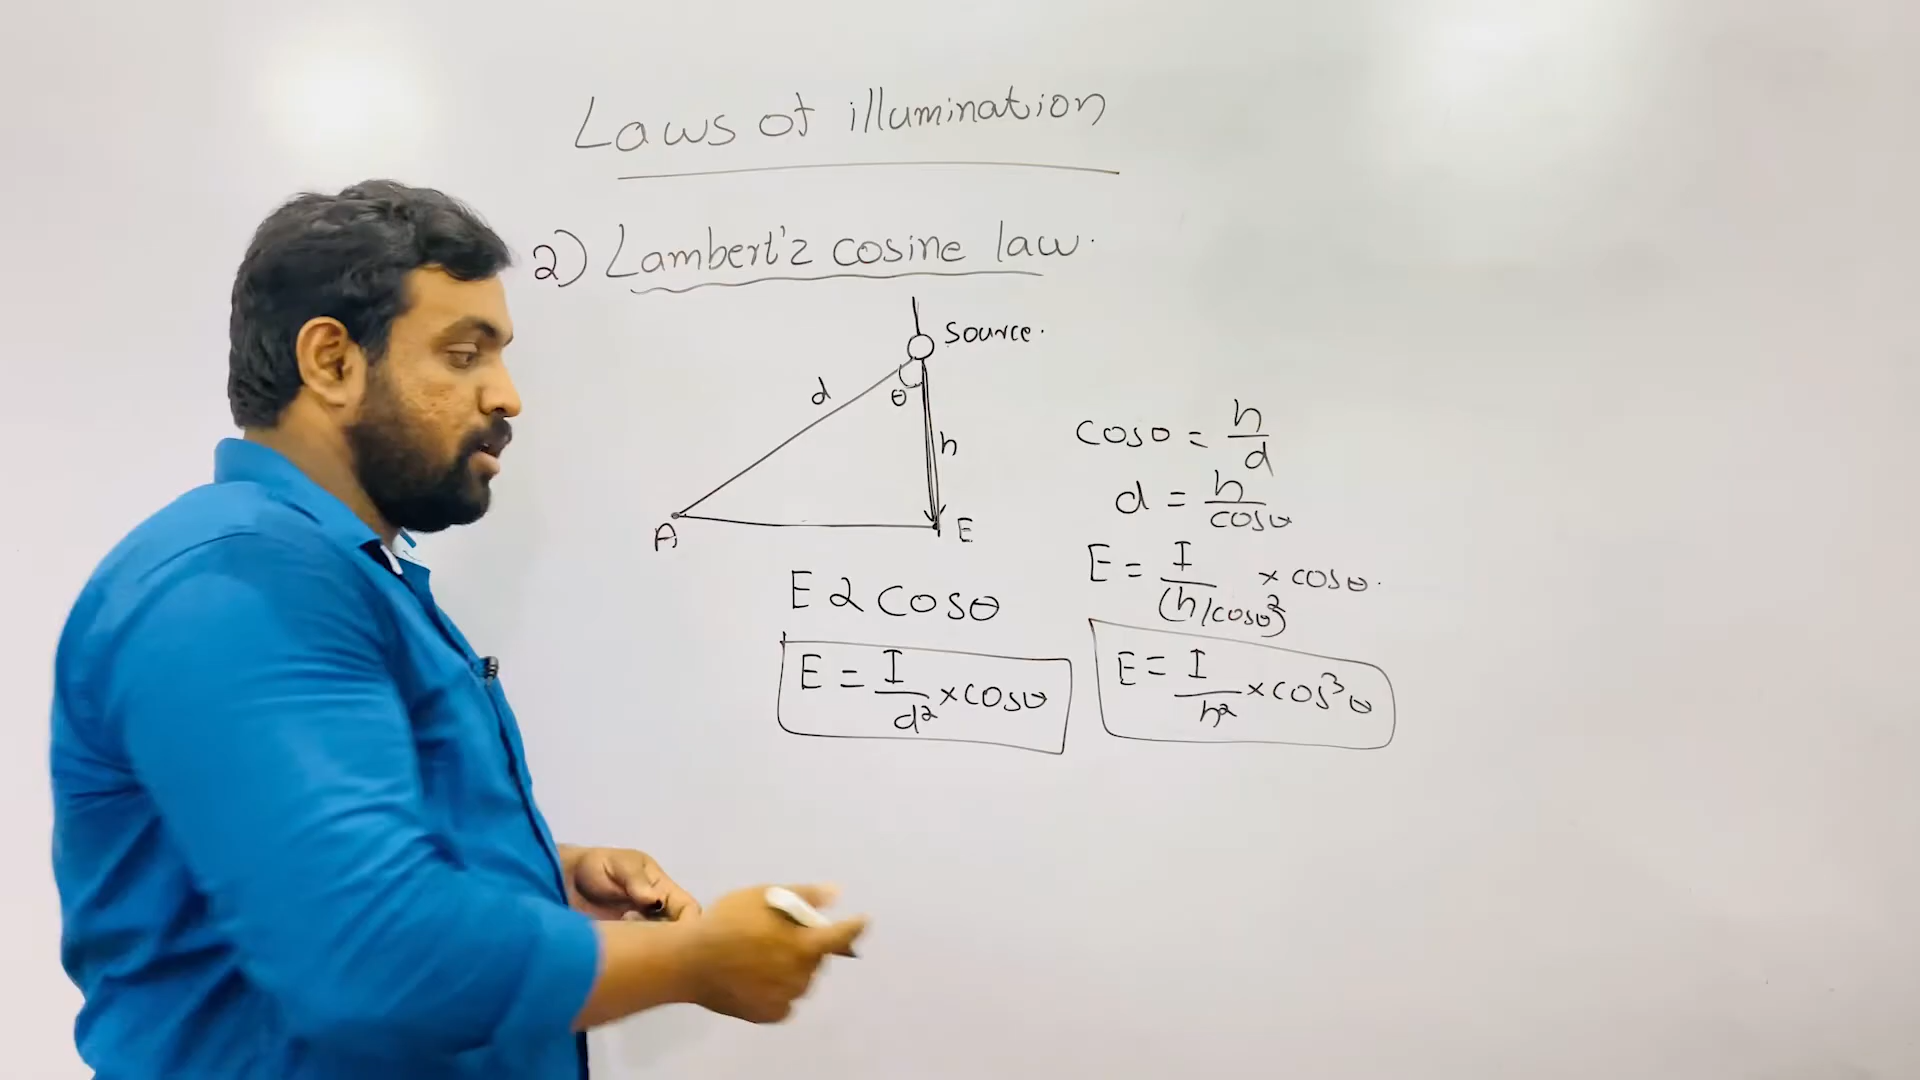 Laws of illumination
2) Lambert'z cosine law.
Source.
d
θ
h
A
E
cosθ = h/d
d = h/cosθ
E = I/(h/cosθ)² × cosθ.
E α cosθ
E = I/d² × cosθ
E = I/h² × cos³θ